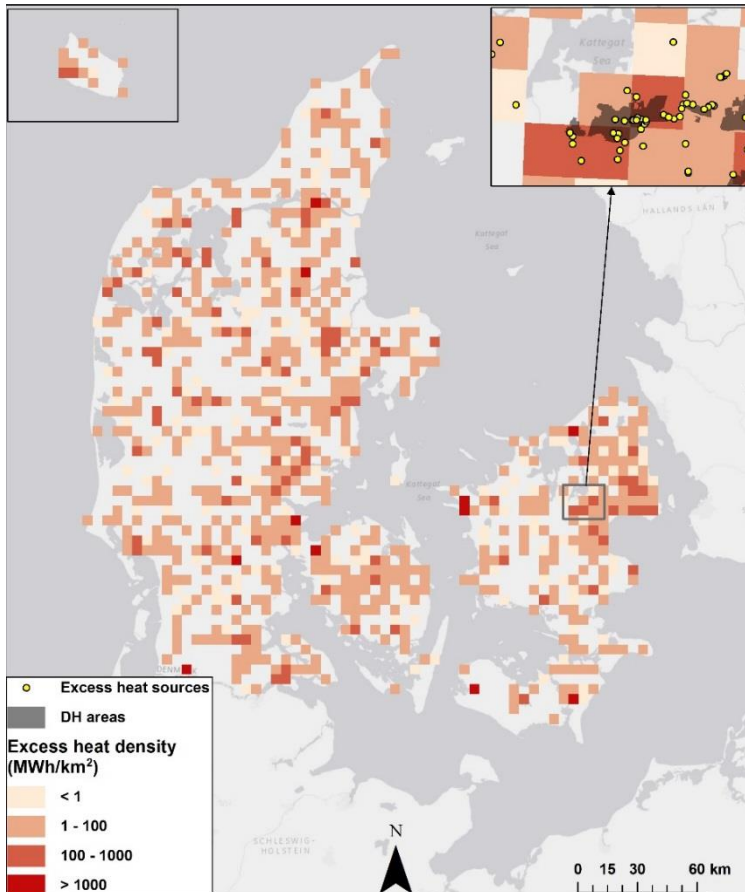 Kattegat
Sea
HALLANDS LÄN
Kattegat
Sea
Kattegat
Sea
DENMARK
Excess heat sources
DH areas
Excess heat density
(MWh/km²)
< 1
1 - 100
100 - 1000
> 1000
SCHLESWIG-
HOLSTEIN
N
0 15 30 60 km